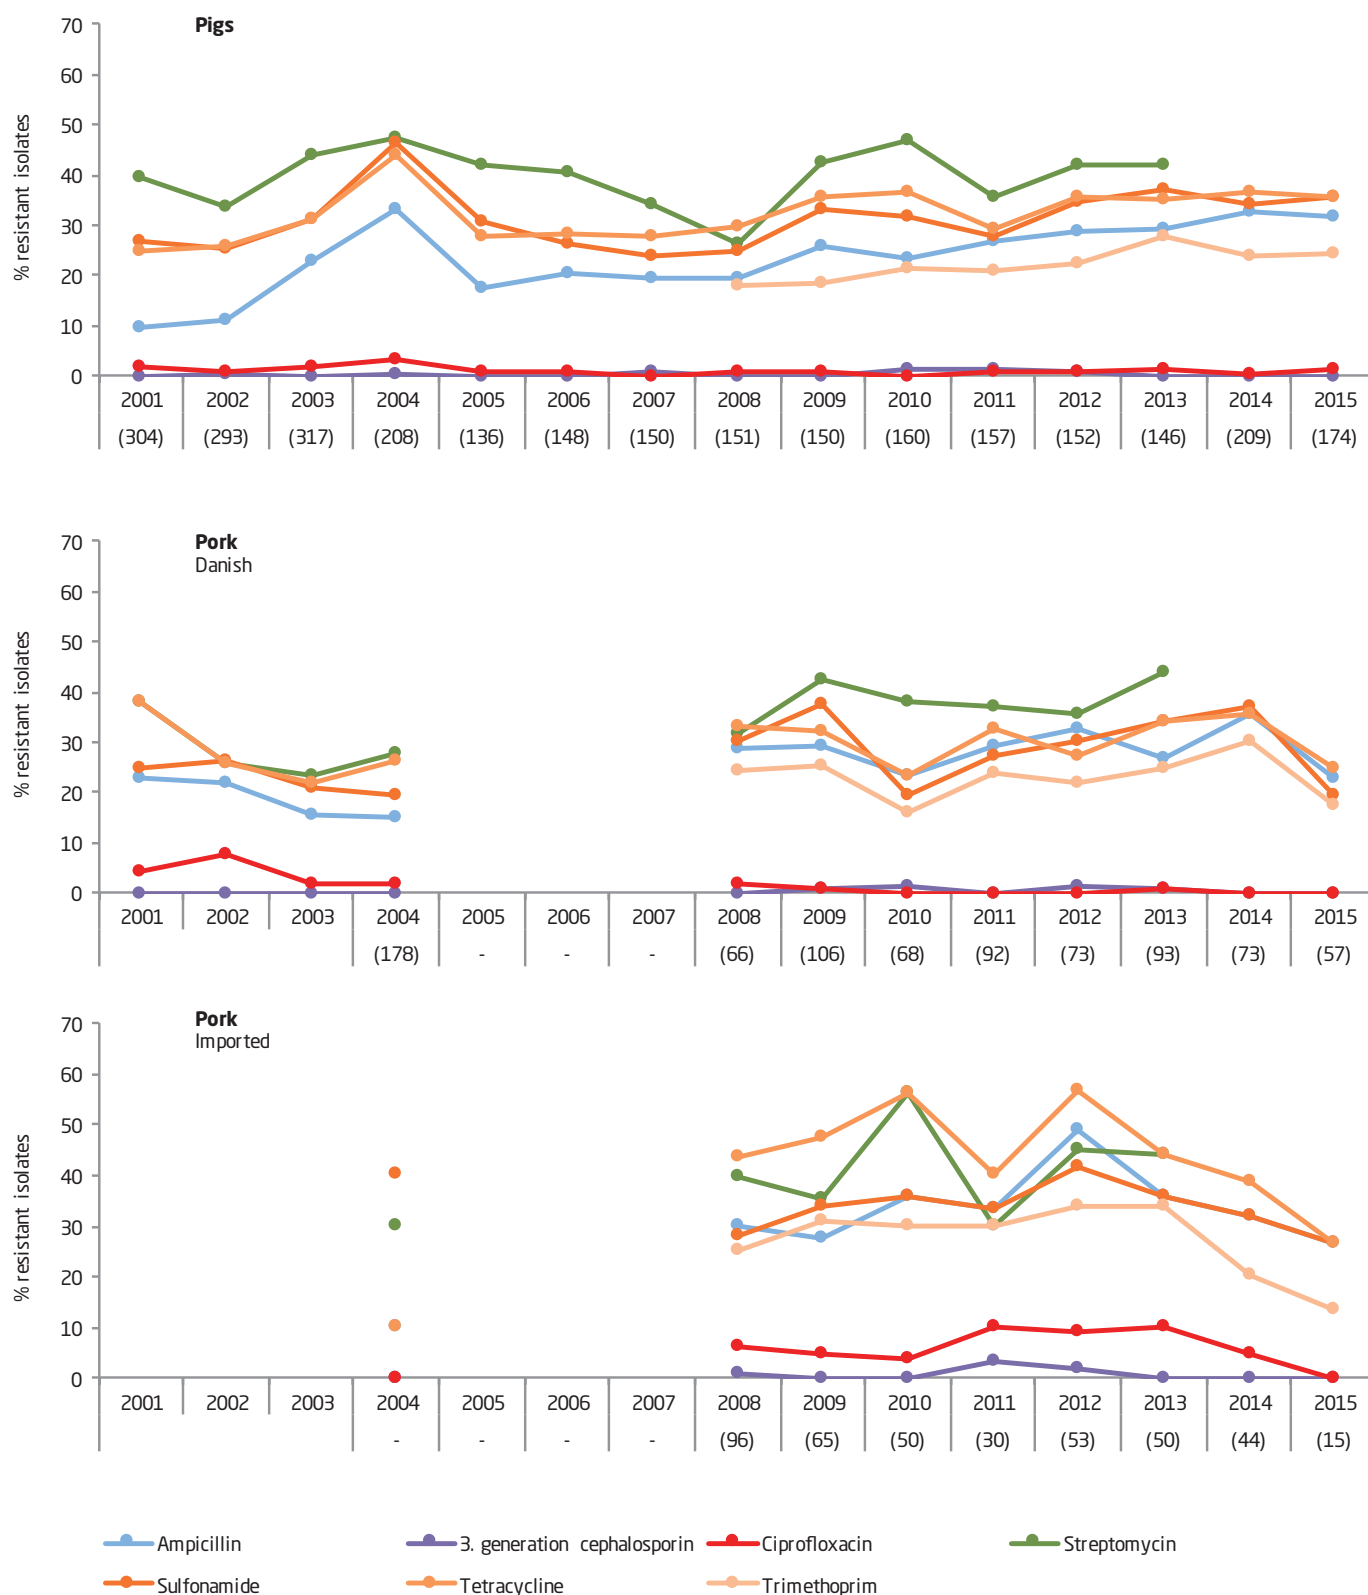 Pigs
% resistant isolates
70
60
50
40
30
20
10
0
2001 2002 2003 2004 2005 2006 2007 2008 2009 2010 2011 2012 2013 2014 2015
(304) (293) (317) (208) (136) (148) (150) (151) (150) (160) (157) (152) (146) (209) (174)
Pork
Danish
% resistant isolates
70
60
50
40
30
20
10
0
2001 2002 2003 2004 2005 2006 2007 2008 2009 2010 2011 2012 2013 2014 2015
(178) - - - (66) (106) (68) (92) (73) (93) (73) (57)
Pork
Imported
% resistant isolates
70
60
50
40
30
20
10
0
2001 2002 2003 2004 2005 2006 2007 2008 2009 2010 2011 2012 2013 2014 2015
- - - - (96) (65) (50) (30) (53) (50) (44) (15)
Ampicillin 3. generation cephalosporin Ciprofloxacin Streptomycin
Sulfonamide Tetracycline Trimethoprim